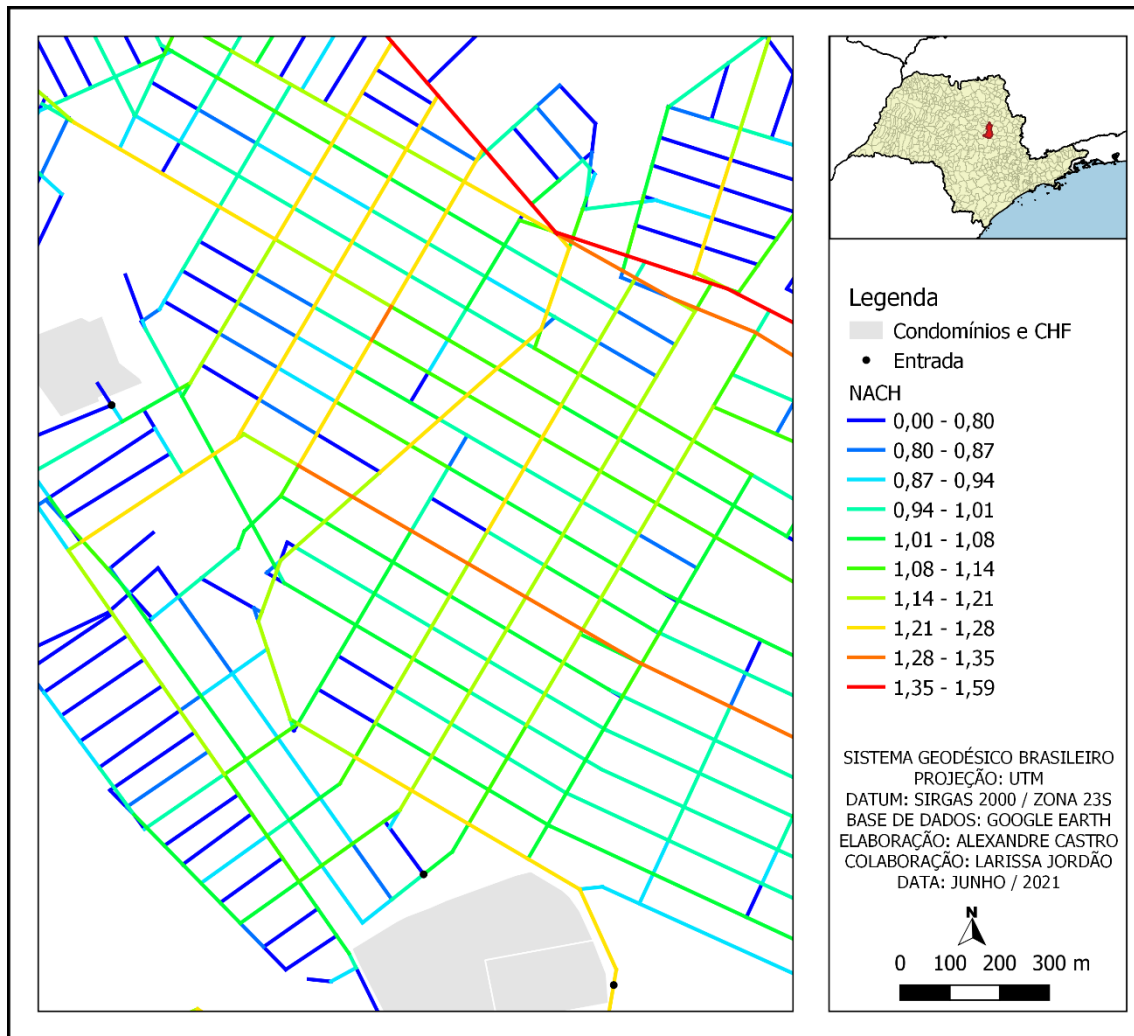 Legenda
Condomínios e CHF
Entrada
NACH
0,00 - 0,80
0,80 - 0,87
0,87 - 0,94
0,94 - 1,01
1,01 - 1,08
1,08 - 1,14
1,14 - 1,21
1,21 - 1,28
1,28 - 1,35
1,35 - 1,59
SISTEMA GEODÉSICO BRASILEIRO
PROJEÇÃO: UTM
DATUM: SIRGAS 2000 / ZONA 23S
BASE DE DADOS: GOOGLE EARTH
ELABORAÇÃO: ALEXANDRE CASTRO
COLABORAÇÃO: LARISSA JORDÃO
DATA: JUNHO / 2021
N
0 100 200 300 m